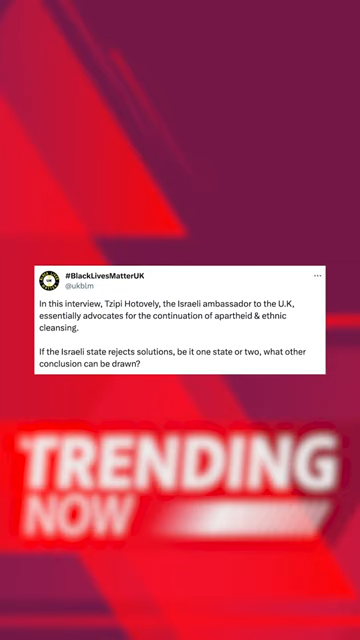 #BlackLivesMatterUK
@ukblm
In this interview, Tzipi Hotovely, the Israeli ambassador to the U.K,
essentially advocates for the continuation of apartheid & ethnic
cleansing.
If the Israeli state rejects solutions, be it one state or two, what other
conclusion can be drawn?
TRENDING
NOW